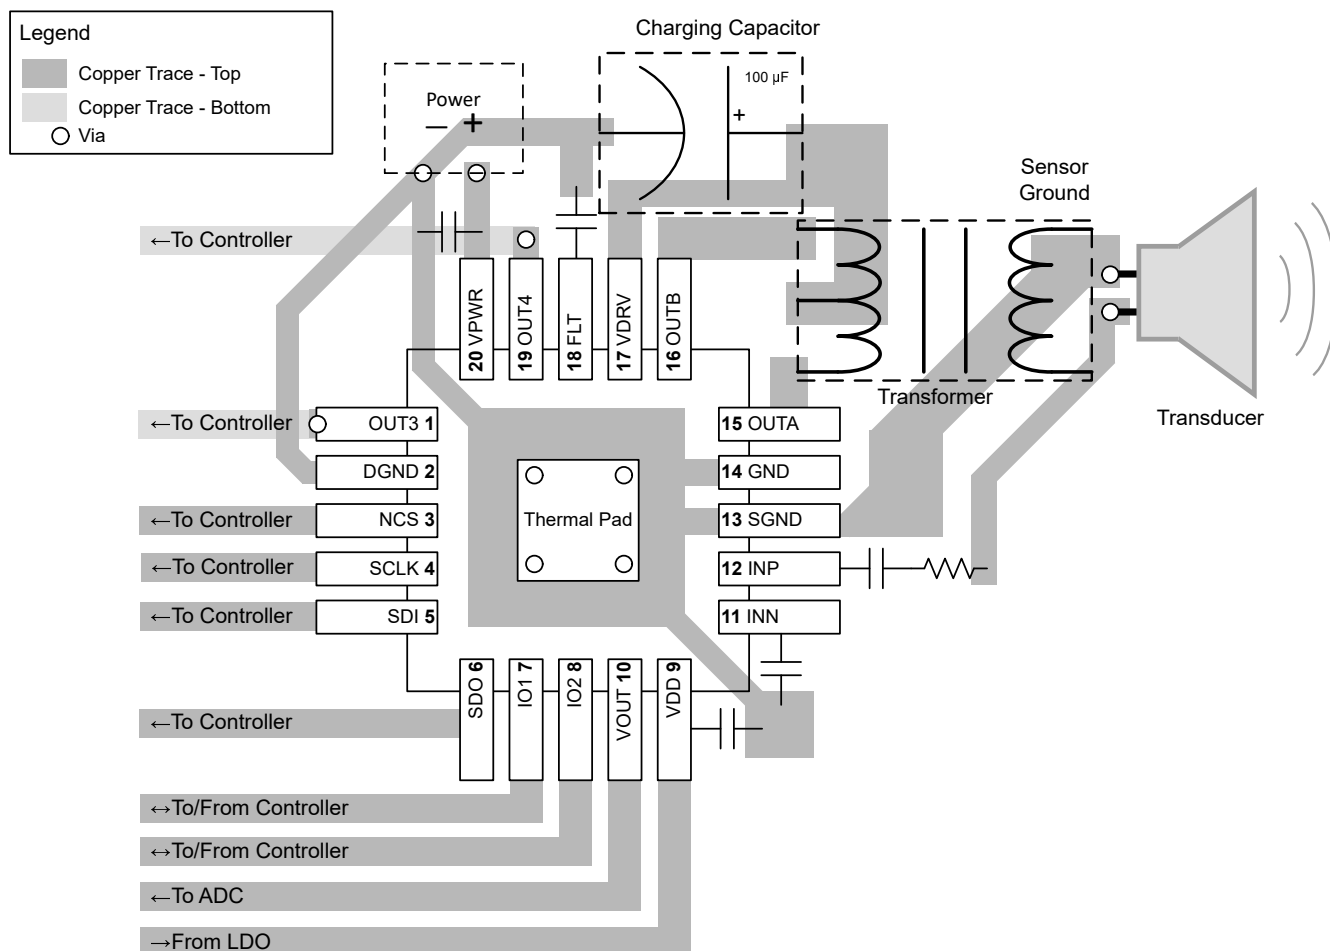 Legend
Copper Trace - Top
Copper Trace - Bottom
Via
Charging Capacitor
100 µF
+
Power
— +
Sensor
Ground
←To Controller
20 VPWR
19 OUT4
18 FLT
17 VDRV
16 OUTB
Transformer
Transducer
←To Controller
OUT3 1
15 OUTA
DGND 2
14 GND
←To Controller
NCS 3
Thermal Pad
13 SGND
←To Controller
SCLK 4
12 INP
←To Controller
SDI 5
11 INN
SDO 6
IO1 7
IO2 8
VOUT 10
VDD 9
←To Controller
↔To/From Controller
↔To/From Controller
←To ADC
→From LDO